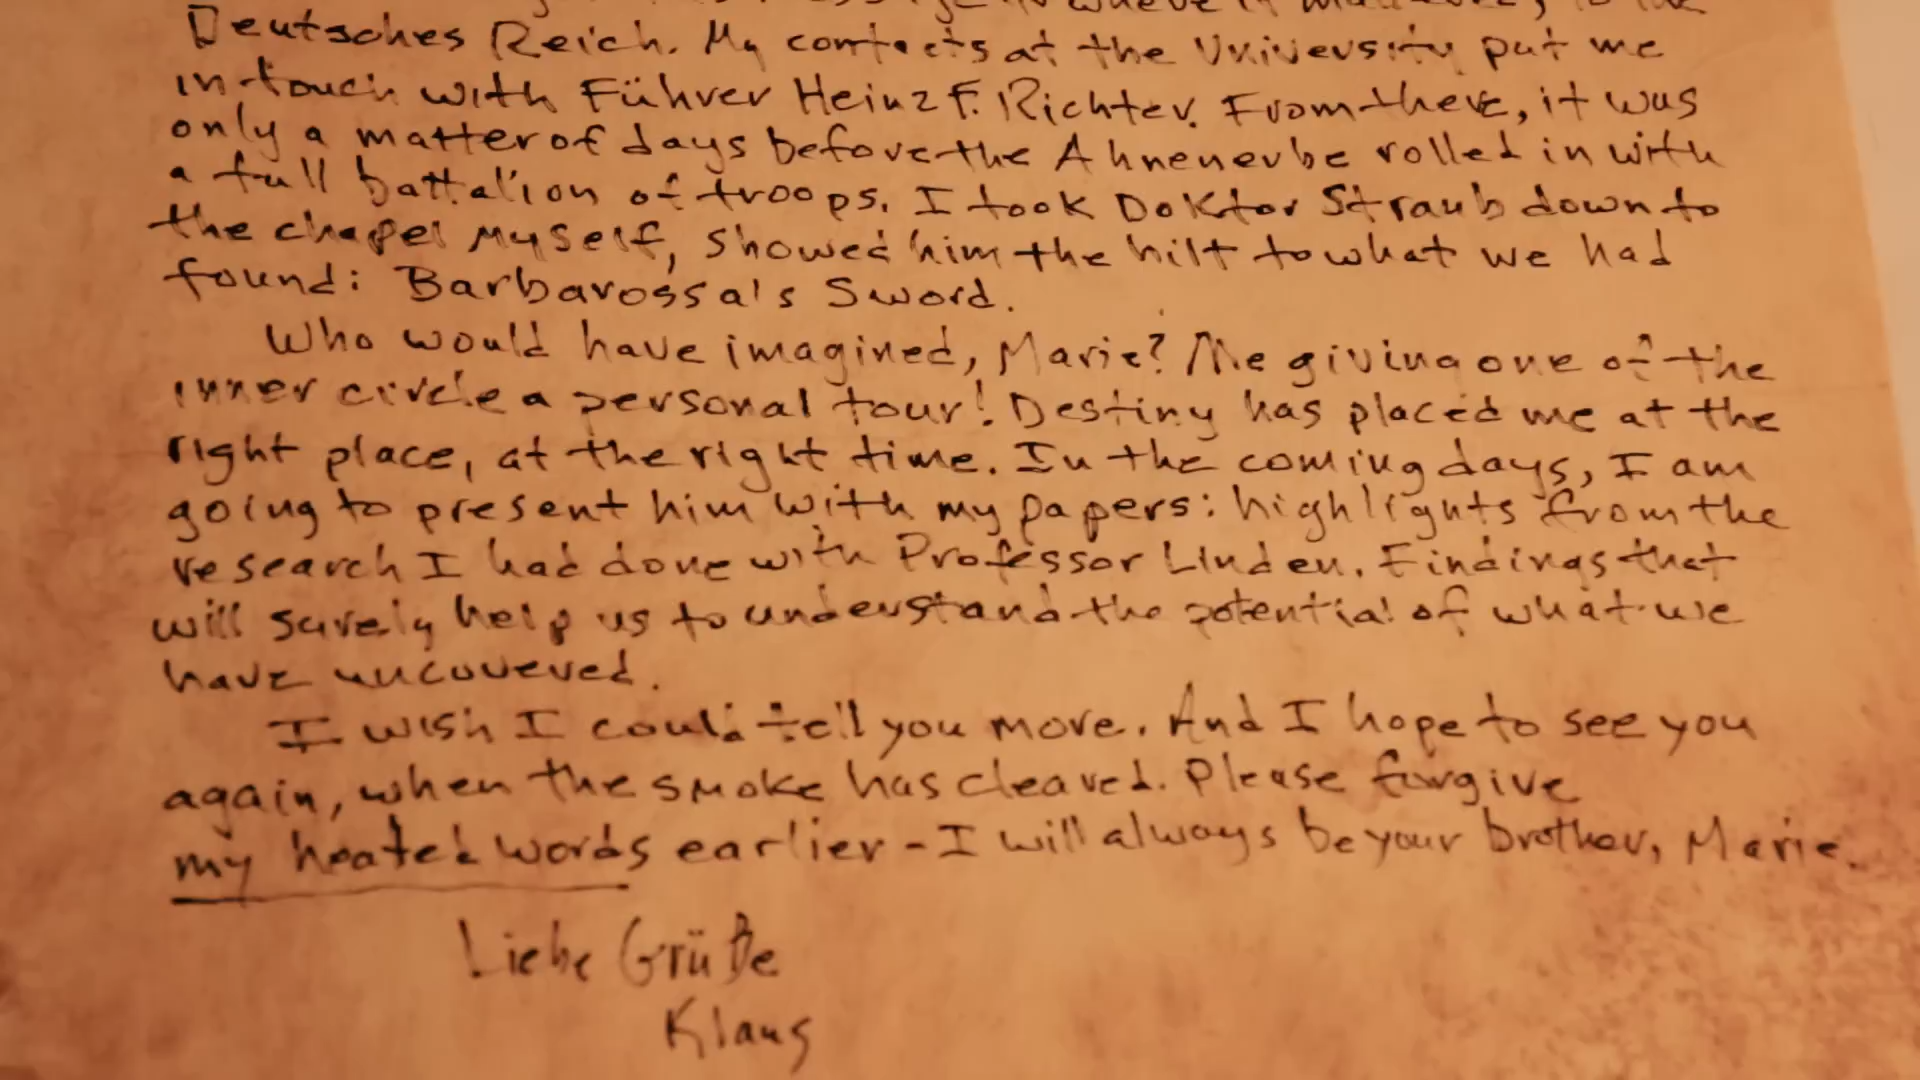 where it
Deutsches Reich. My contacts at the University put me
in touch with Führer Heinz F. Richter. From there, it was
only a matter of days before the Ahnenerbe rolled in with
a full battalion of troops. I took Doktor Straub down to
the chapel myself, showed him the hilt to what we had
found: Barbarossa's Sword.
Who would have imagined, Marie? Me giving one of the
inner circle a personal tour! Destiny has placed me at the
right place, at the right time. In the coming days, I am
going to present him with my papers: highlights from the
research I had done with Professor Linden. Findings that
will surely help us to understand the potential of what we
have uncovered.
I wish I could tell you more. And I hope to see you
again, when the smoke has cleared. Please forgive
my heated words earlier - I will always be your brother, Marie.
Liebe Grüße
Klaus